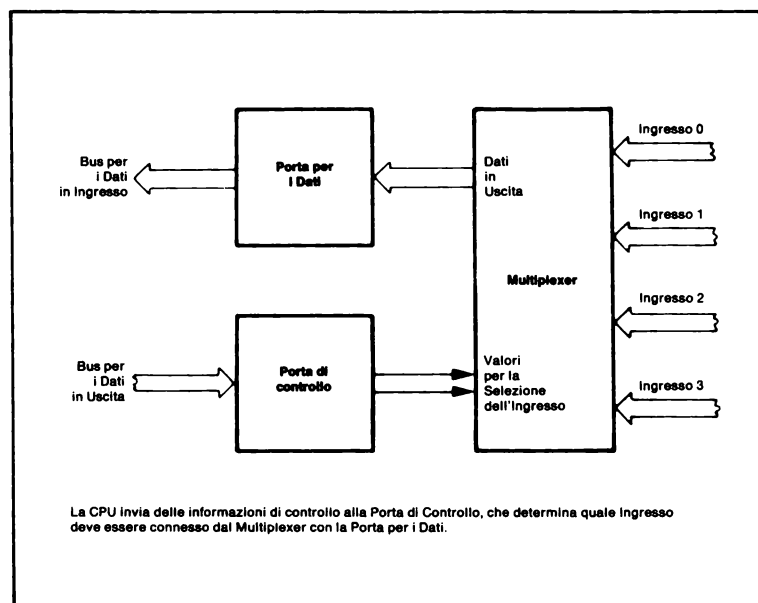 Bus per
i Dati
in Ingresso
Porta per
i Dati
Dati
in
Uscita
Ingresso 0
Ingresso 1
Multiplexer
Ingresso 2
Bus per
i Dati
in Uscita
Porta di
controllo
Valori
per la
Selezione
dell'Ingresso
Ingresso 3
La CPU invia delle informazioni di controllo alla Porta di Controllo, che determina quale Ingresso
deve essere connesso dal Multiplexer con la Porta per i Dati.